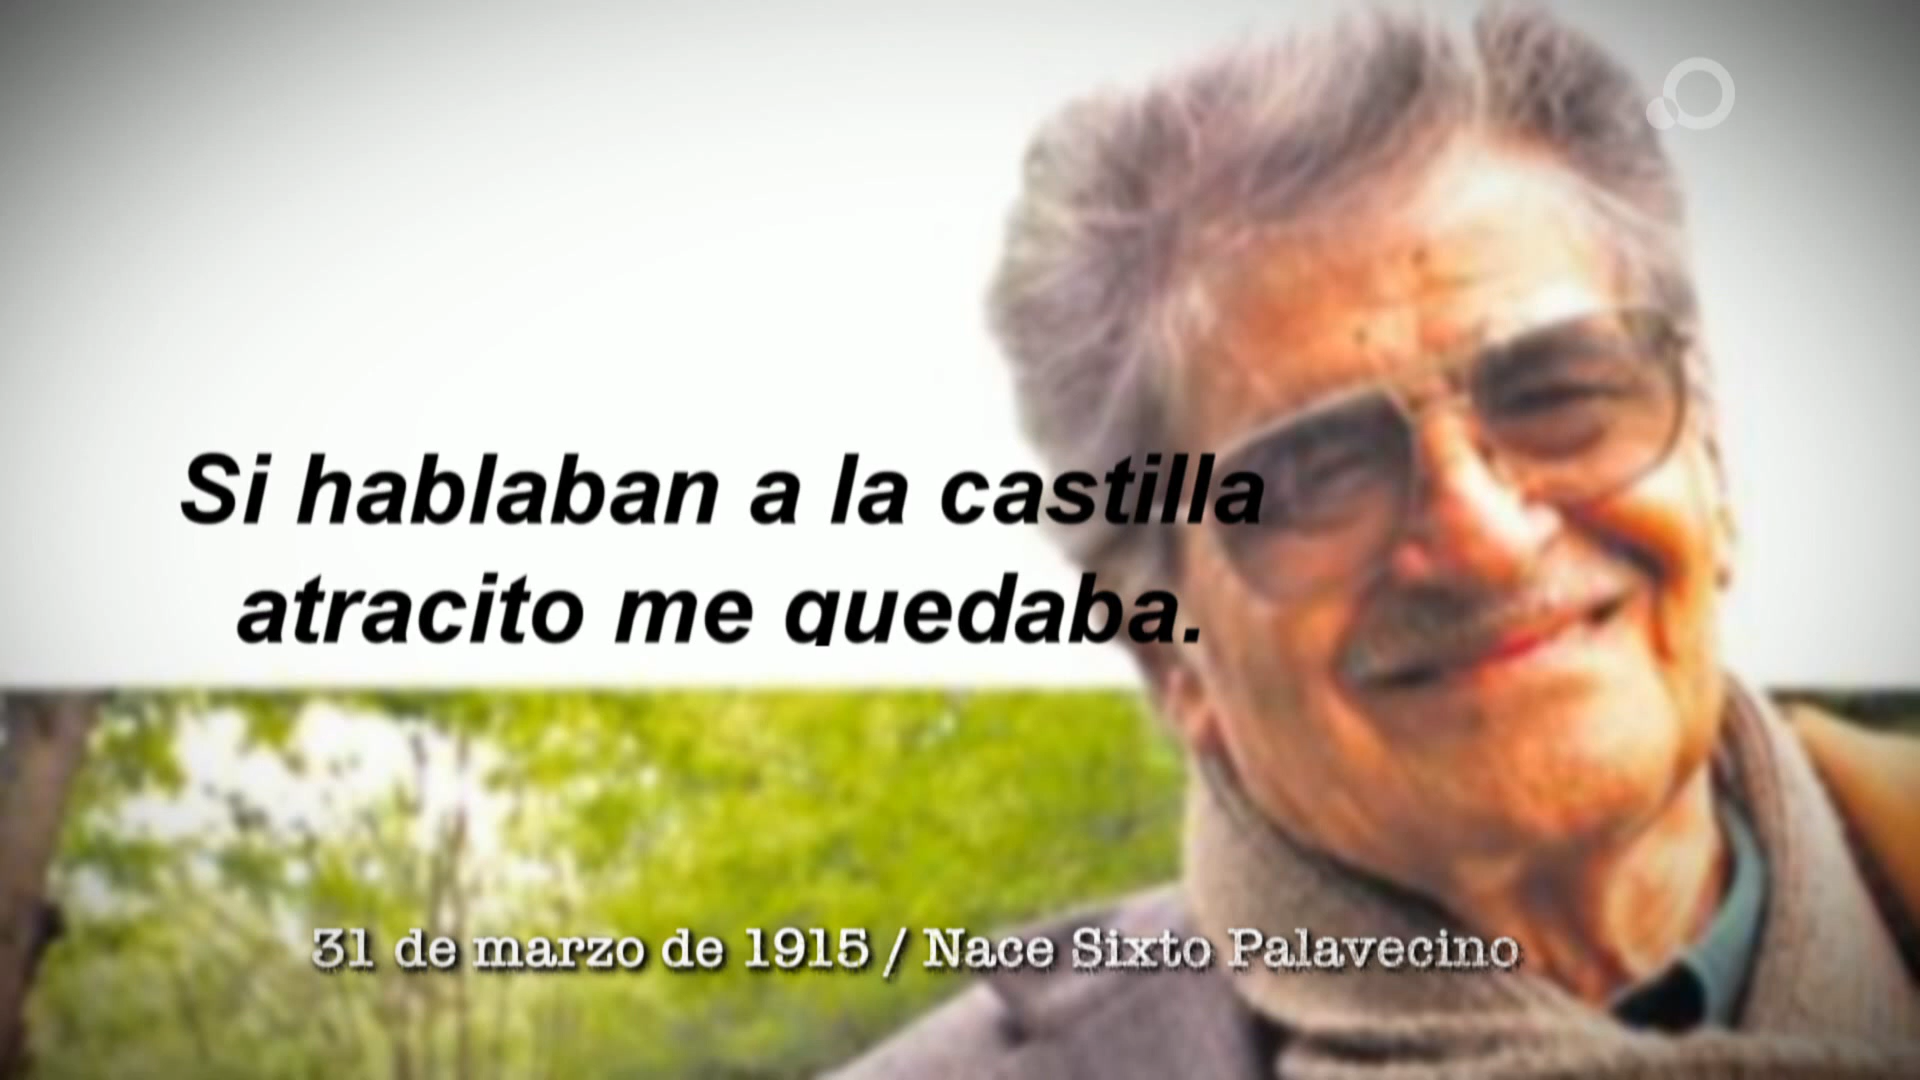 Si hablaban a la castilla
atracito me quedaba.
31 de marzo de 1915 / Nace Sixto Palavecino